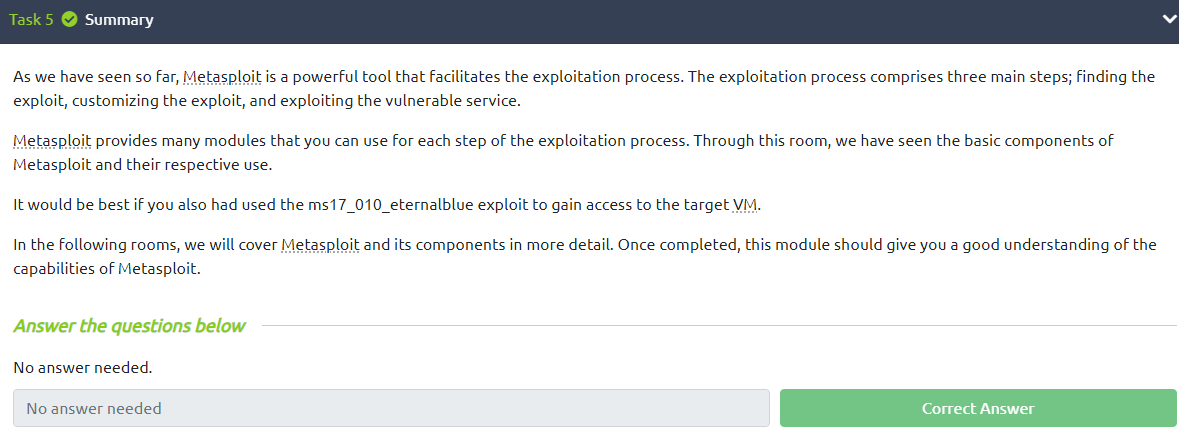 Task 5 Summary
As we have seen so far, Metasploit is a powerful tool that facilitates the exploitation process. The exploitation process comprises three main steps; finding the
exploit, customizing the exploit, and exploiting the vulnerable service.
Metasploit provides many modules that you can use for each step of the exploitation process. Through this room, we have seen the basic components of
Metasploit and their respective use.
It would be best if you also had used the ms17_010_eternalblue exploit to gain access to the target VM.
In the following rooms, we will cover Metasploit and its components in more detail. Once completed, this module should give you a good understanding of the
capabilities of Metasploit.
Answer the questions below
No answer needed.
No answer needed Correct Answer